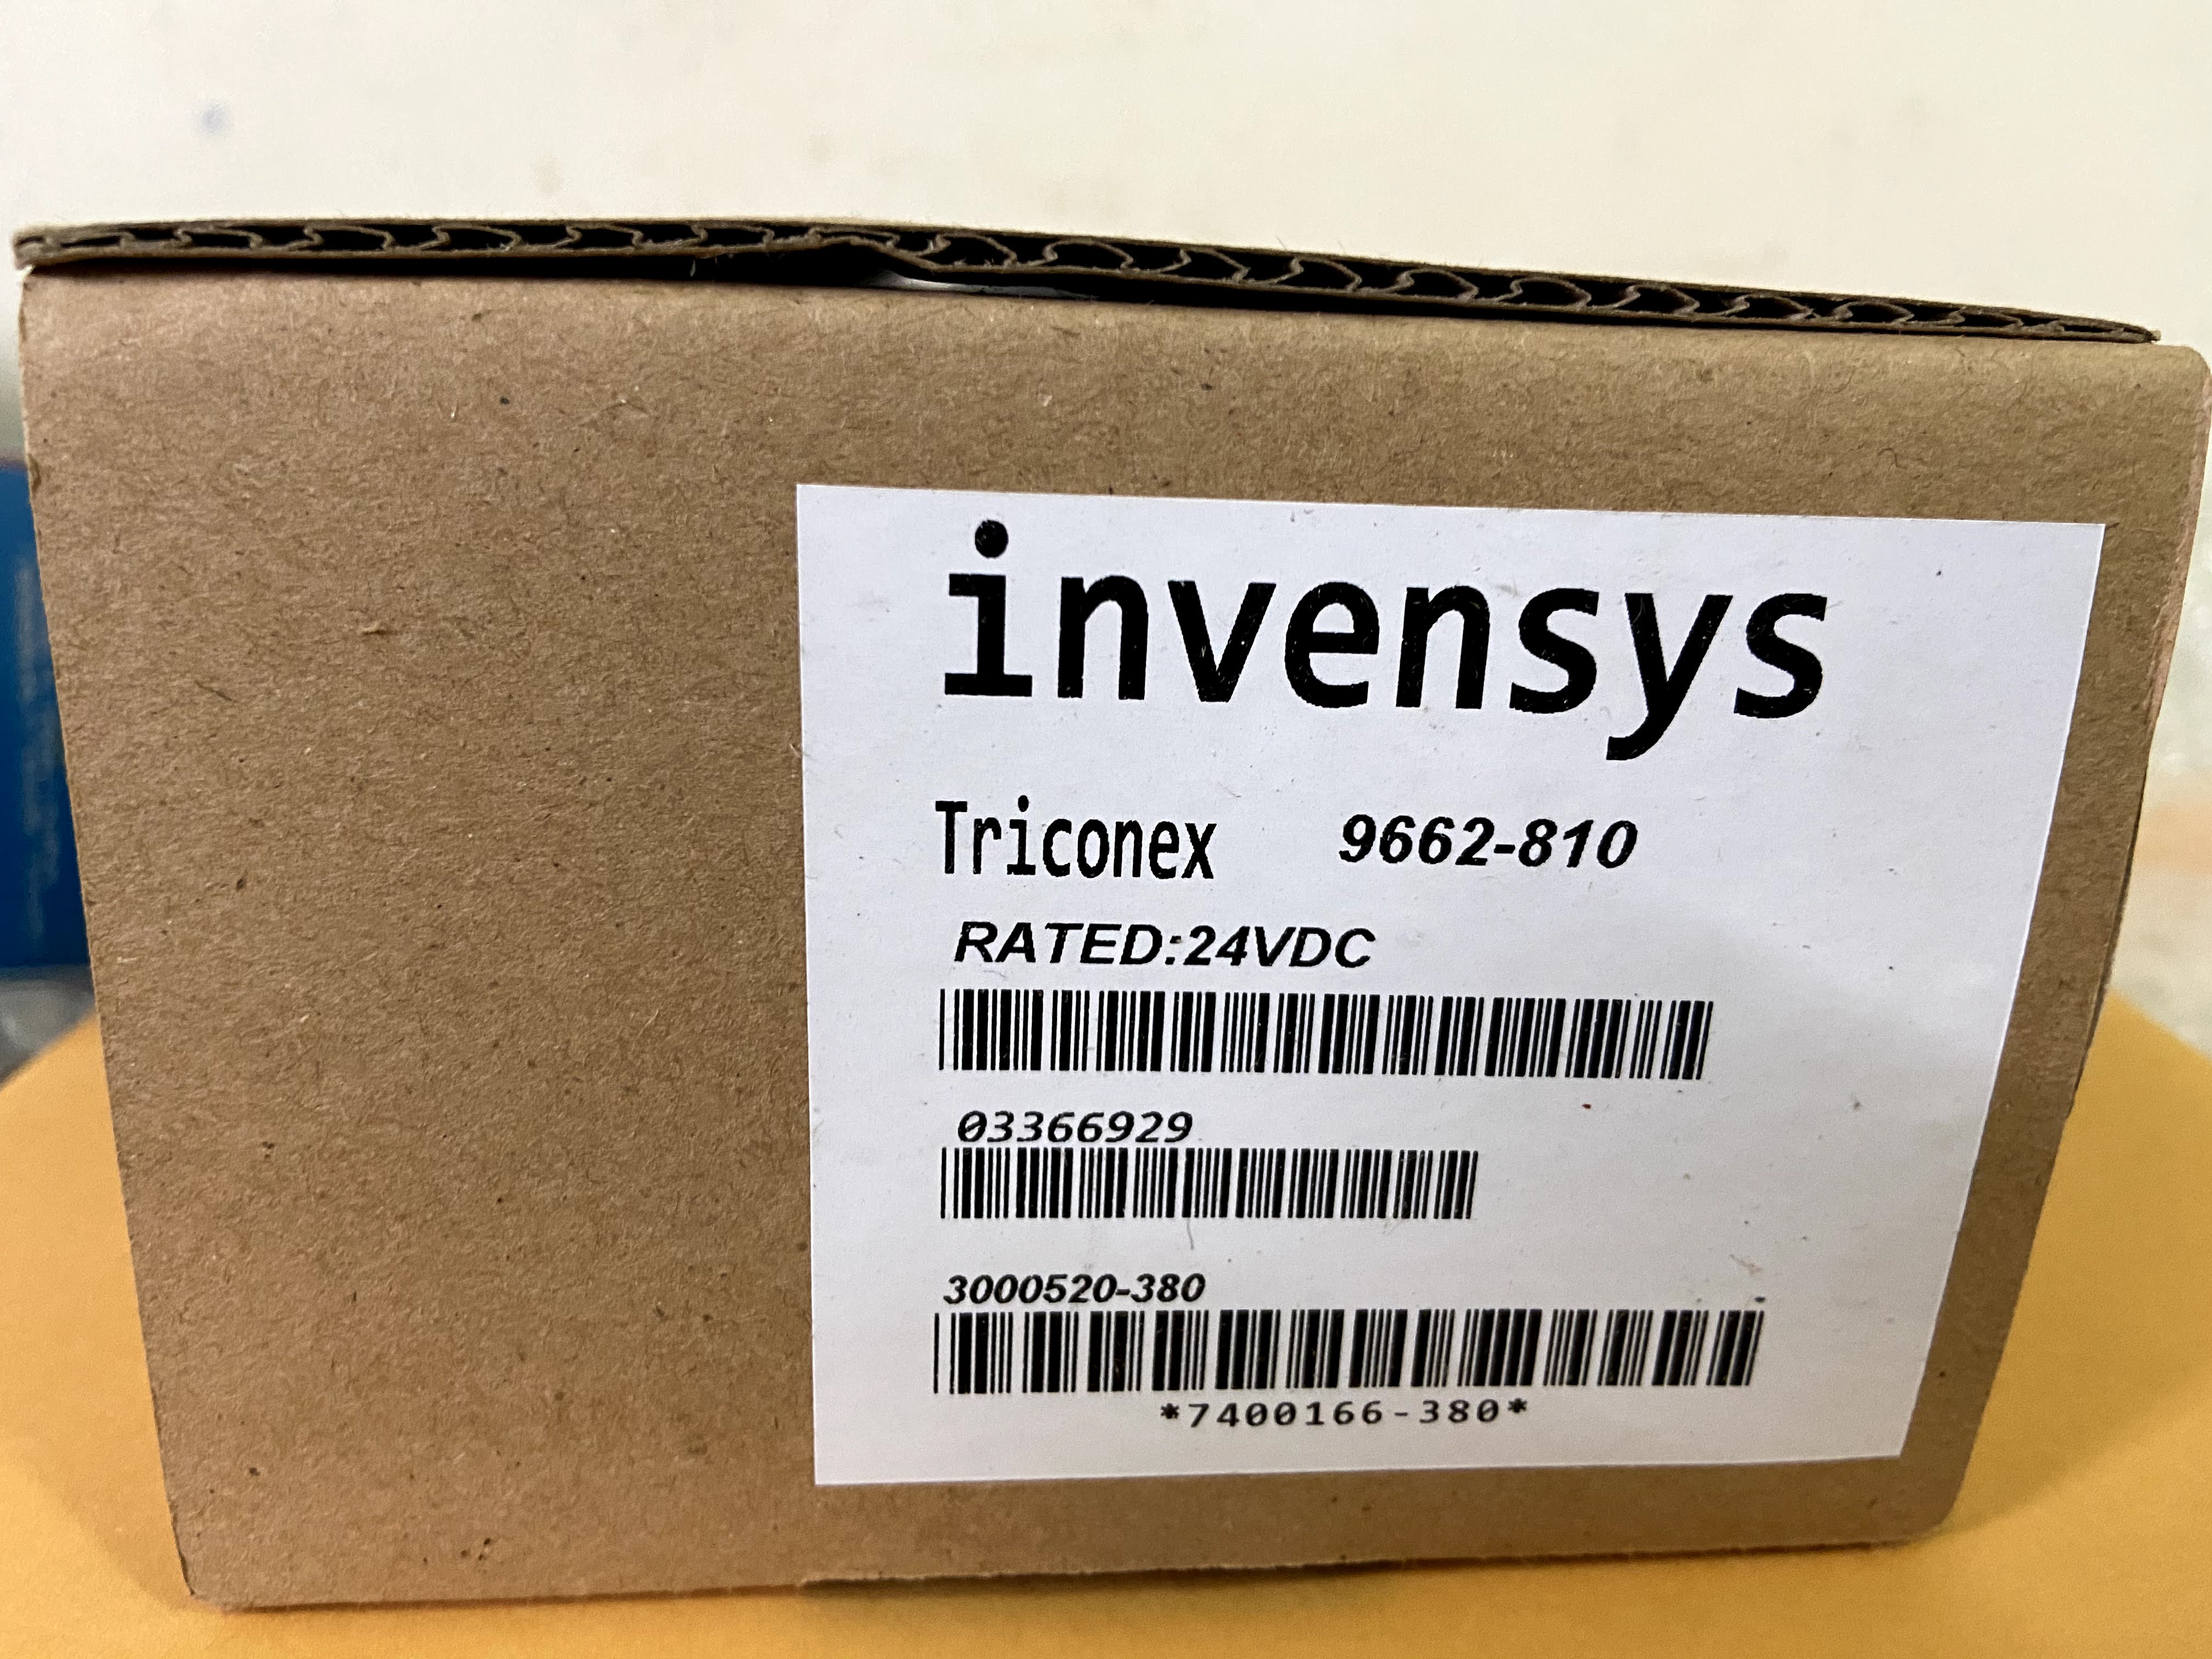 invensys
Triconex 9662-810
RATED:24VDC
03366929
3000520-380
*7400166-380*